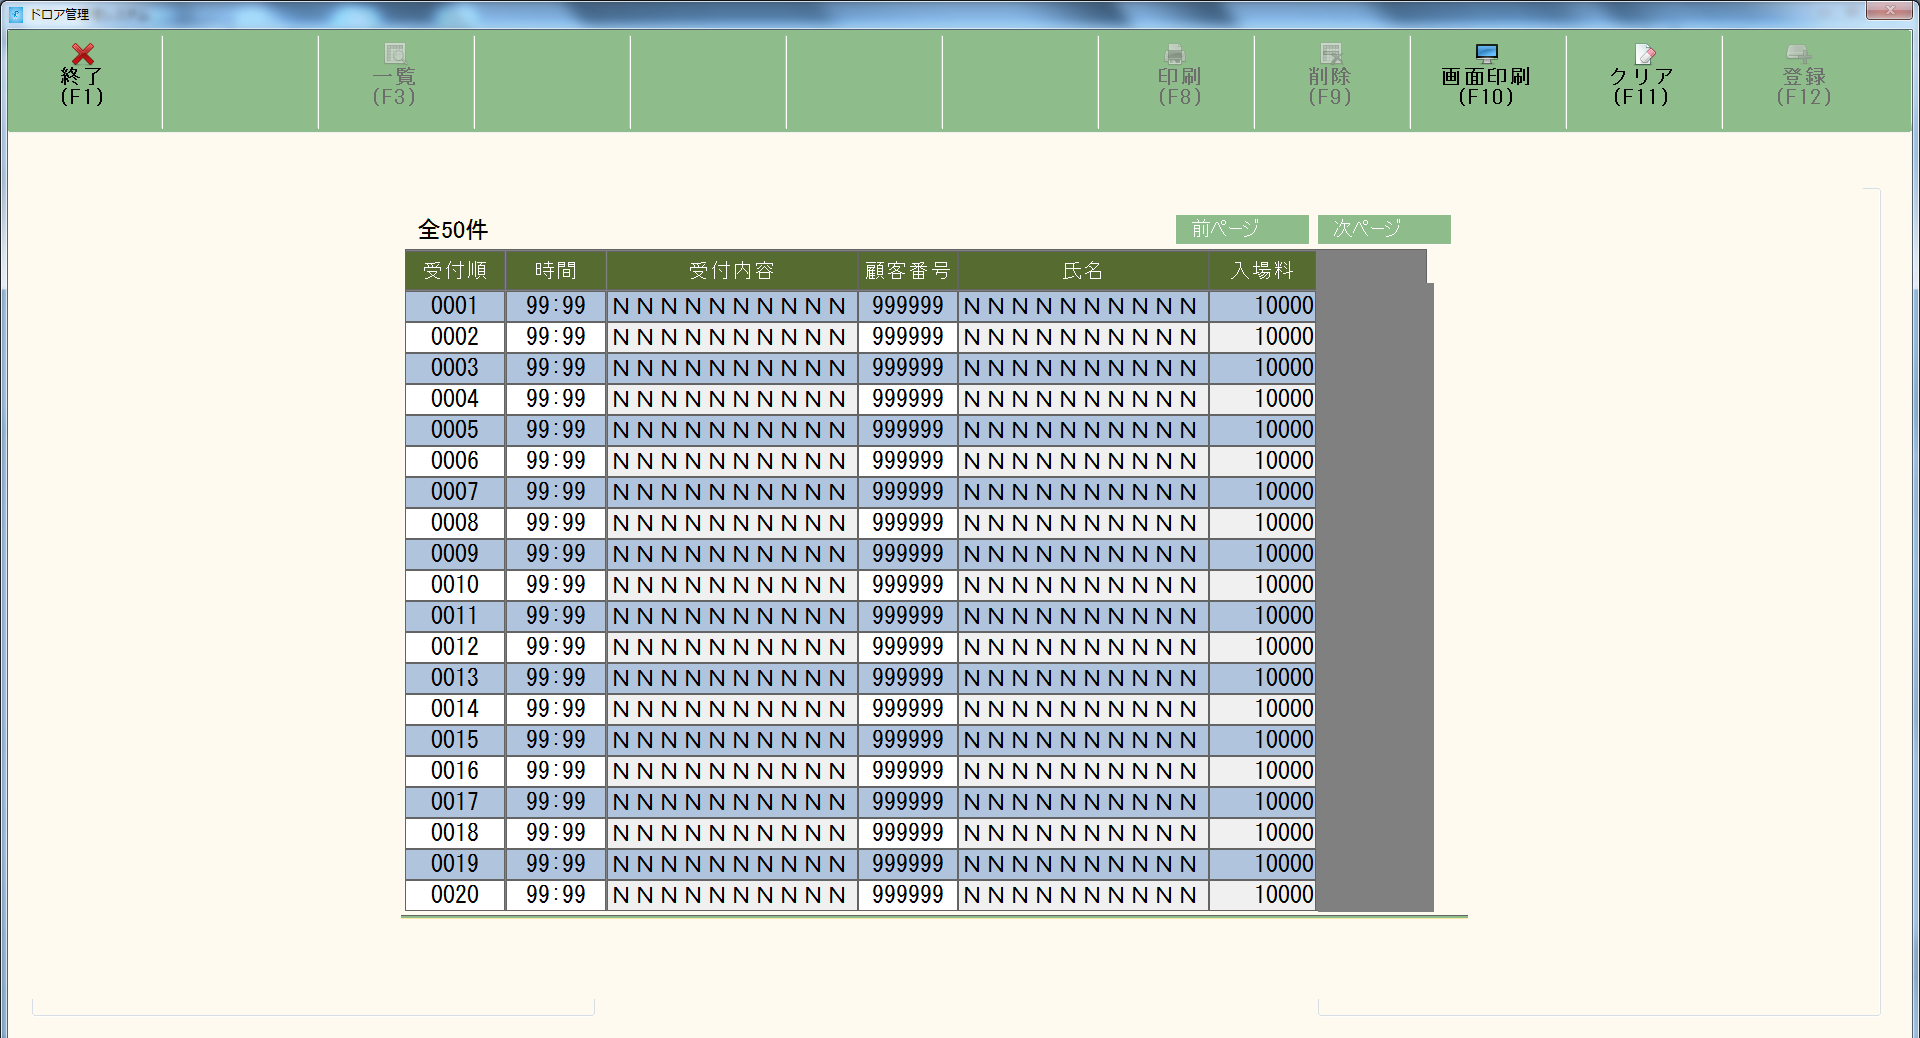 ドロア管理
終了
(F1)
一覧
(F3)
印刷
(F8)
削除
(F9)
画面印刷
(F10)
クリア
(F11)
登録
(F12)
全50件
前ページ 次ページ
受付順 時間 受付内容 顧客番号 氏名 入場料
0001 99:99 ＮＮＮＮＮＮＮＮＮＮ 999999 ＮＮＮＮＮＮＮＮＮＮ 10000
0002 99:99 ＮＮＮＮＮＮＮＮＮＮ 999999 ＮＮＮＮＮＮＮＮＮＮ 10000
0003 99:99 ＮＮＮＮＮＮＮＮＮＮ 999999 ＮＮＮＮＮＮＮＮＮＮ 10000
0004 99:99 ＮＮＮＮＮＮＮＮＮＮ 999999 ＮＮＮＮＮＮＮＮＮＮ 10000
0005 99:99 ＮＮＮＮＮＮＮＮＮＮ 999999 ＮＮＮＮＮＮＮＮＮＮ 10000
0006 99:99 ＮＮＮＮＮＮＮＮＮＮ 999999 ＮＮＮＮＮＮＮＮＮＮ 10000
0007 99:99 ＮＮＮＮＮＮＮＮＮＮ 999999 ＮＮＮＮＮＮＮＮＮＮ 10000
0008 99:99 ＮＮＮＮＮＮＮＮＮＮ 999999 ＮＮＮＮＮＮＮＮＮＮ 10000
0009 99:99 ＮＮＮＮＮＮＮＮＮＮ 999999 ＮＮＮＮＮＮＮＮＮＮ 10000
0010 99:99 ＮＮＮＮＮＮＮＮＮＮ 999999 ＮＮＮＮＮＮＮＮＮＮ 10000
0011 99:99 ＮＮＮＮＮＮＮＮＮＮ 999999 ＮＮＮＮＮＮＮＮＮＮ 10000
0012 99:99 ＮＮＮＮＮＮＮＮＮＮ 999999 ＮＮＮＮＮＮＮＮＮＮ 10000
0013 99:99 ＮＮＮＮＮＮＮＮＮＮ 999999 ＮＮＮＮＮＮＮＮＮＮ 10000
0014 99:99 ＮＮＮＮＮＮＮＮＮＮ 999999 ＮＮＮＮＮＮＮＮＮＮ 10000
0015 99:99 ＮＮＮＮＮＮＮＮＮＮ 999999 ＮＮＮＮＮＮＮＮＮＮ 10000
0016 99:99 ＮＮＮＮＮＮＮＮＮＮ 999999 ＮＮＮＮＮＮＮＮＮＮ 10000
0017 99:99 ＮＮＮＮＮＮＮＮＮＮ 999999 ＮＮＮＮＮＮＮＮＮＮ 10000
0018 99:99 ＮＮＮＮＮＮＮＮＮＮ 999999 ＮＮＮＮＮＮＮＮＮＮ 10000
0019 99:99 ＮＮＮＮＮＮＮＮＮＮ 999999 ＮＮＮＮＮＮＮＮＮＮ 10000
0020 99:99 ＮＮＮＮＮＮＮＮＮＮ 999999 ＮＮＮＮＮＮＮＮＮＮ 10000